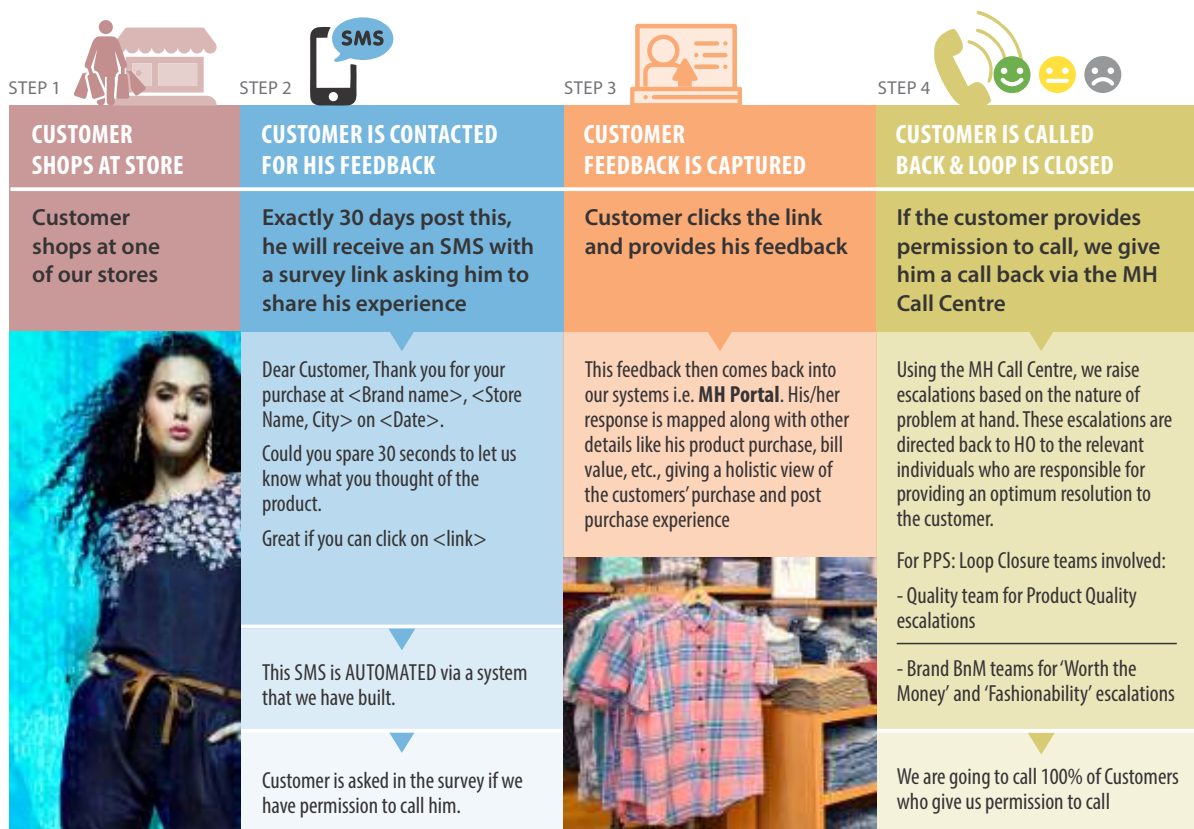 STEP 1
CUSTOMER
SHOPS AT STORE
Customer
shops at one
of our stores
STEP 2
SMS
CUSTOMER IS CONTACTED
FOR HIS FEEDBACK
Exactly 30 days post this,
he will receive an SMS with
a survey link asking him to
share his experience
Dear Customer, Thank you for your
purchase at <Brand name>, <Store
Name, City> on <Date>.
Could you spare 30 seconds to let us
know what you thought of the
product.
Great if you can click on <link>
This SMS is AUTOMATED via a system
that we have built.
Customer is asked in the survey if we
have permission to call him.
STEP 3
CUSTOMER
FEEDBACK IS CAPTURED
Customer clicks the link
and provides his feedback
This feedback then comes back into
our systems i.e. MH Portal. His/her
response is mapped along with other
details like his product purchase, bill
value, etc., giving a holistic view of
the customers' purchase and post
purchase experience
STEP 4
CUSTOMER IS CALLED
BACK & LOOP IS CLOSED
If the customer provides
permission to call, we give
him a call back via the MH
Call Centre
Using the MH Call Centre, we raise
escalations based on the nature of
problem at hand. These escalations are
directed back to HO to the relevant
individuals who are responsible for
providing an optimum resolution to
the customer.
For PPS: Loop Closure teams involved:
- Quality team for Product Quality
escalations
- Brand BnM teams for 'Worth the
Money' and 'Fashionability' escalations
We are going to call 100% of Customers
who give us permission to call